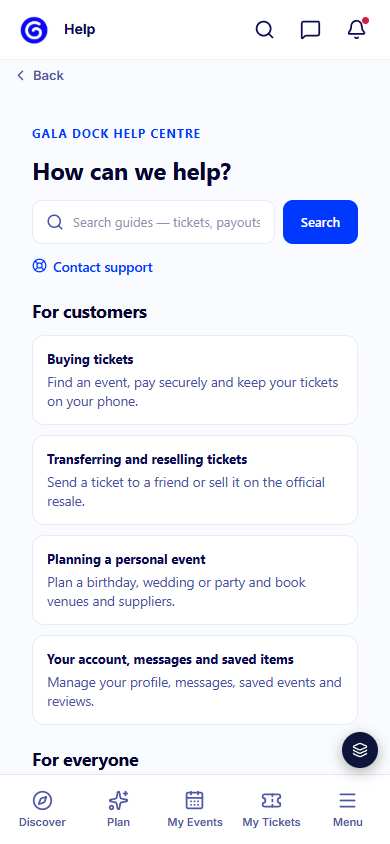 Help
Back
GALA DOCK HELP CENTRE
How can we help?
Search guides — tickets, payouts
Search
Contact support
For customers
Buying tickets
Find an event, pay securely and keep your tickets
on your phone.
Transferring and reselling tickets
Send a ticket to a friend or sell it on the official
resale.
Planning a personal event
Plan a birthday, wedding or party and book
venues and suppliers.
Your account, messages and saved items
Manage your profile, messages, saved events and
reviews.
For everyone
Discover
Plan
My Events
My Tickets
Menu